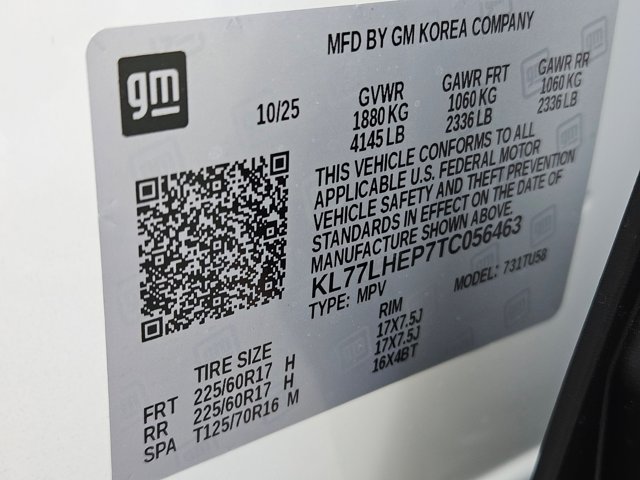 MFD BY GM KOREA COMPANY
gm
10/25
GVWR
1880 KG
4145 LB
GAWR FRT
1060 KG
2336 LB
GAWR RR
1060 KG
2336 LB
THIS VEHICLE CONFORMS TO ALL
APPLICABLE U.S. FEDERAL MOTOR
VEHICLE SAFETY AND THEFT PREVENTION
STANDARDS IN EFFECT ON THE DATE OF
MANUFACTURE SHOWN ABOVE.
KL77LHEP7TC056463
TYPE: MPV
MODEL: 731TU58
TIRE SIZE
RIM
FRT 225/60R17 H 17X7.5J
RR 225/60R17 H 17X7.5J
SPA T125/70R16 M 16X4BT